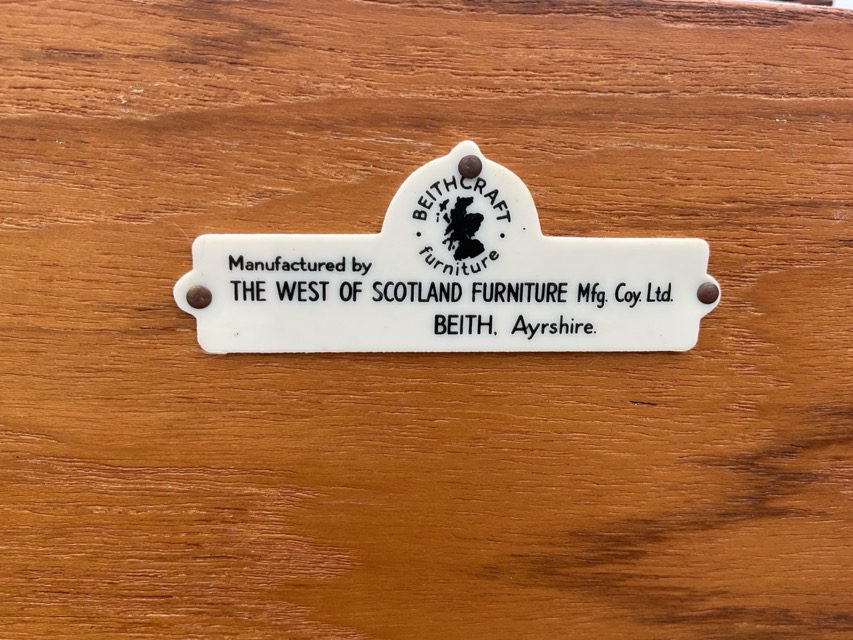 BEITHCRAFT
furniture
Manufactured by
THE WEST OF SCOTLAND FURNITURE Mfg. Coy. Ltd.
BEITH, Ayrshire.